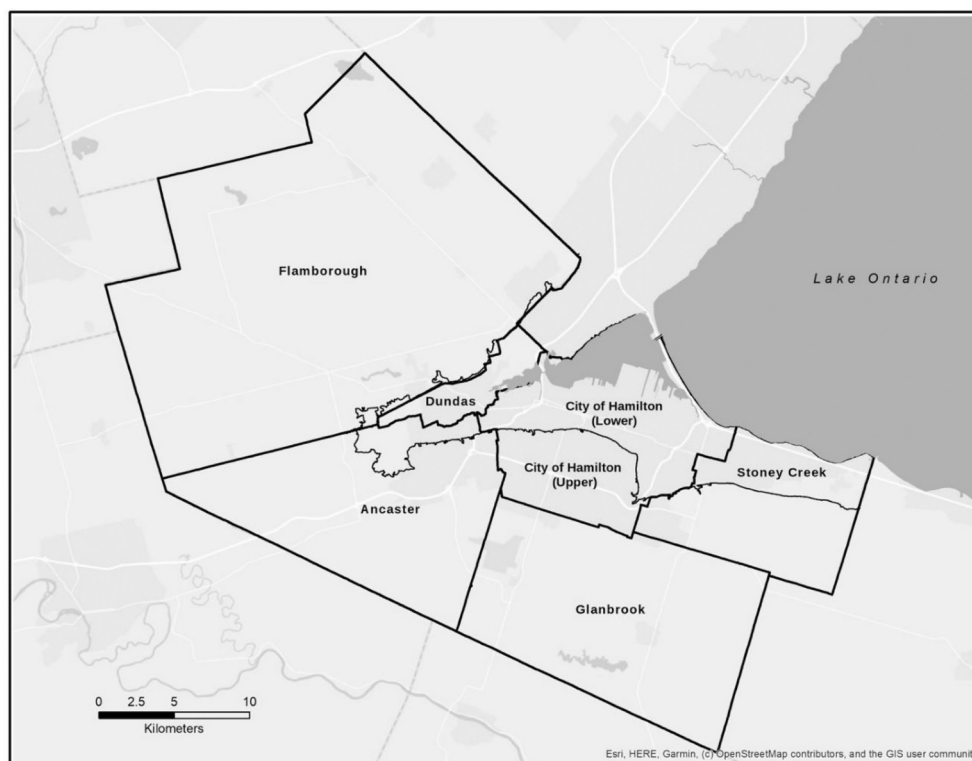 Flamborough
Lake Ontario
Dundas
City of Hamilton
(Lower)
City of Hamilton
(Upper)
Stoney Creek
Ancaster
Glanbrook
0 2.5 5 10
Kilometers
Esri, HERE, Garmin, (c) OpenStreetMap contributors, and the GIS user communit